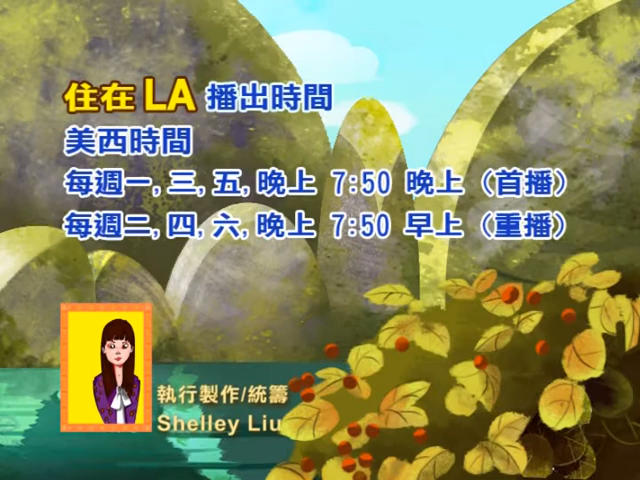 住在 LA 播出時間
美西時間
每週一,三,五,晚上 7:50 晚上 (首播)
每週二,四,六,晚上 7:50 早上 (重播)
執行製作/統籌
Shelley Liu